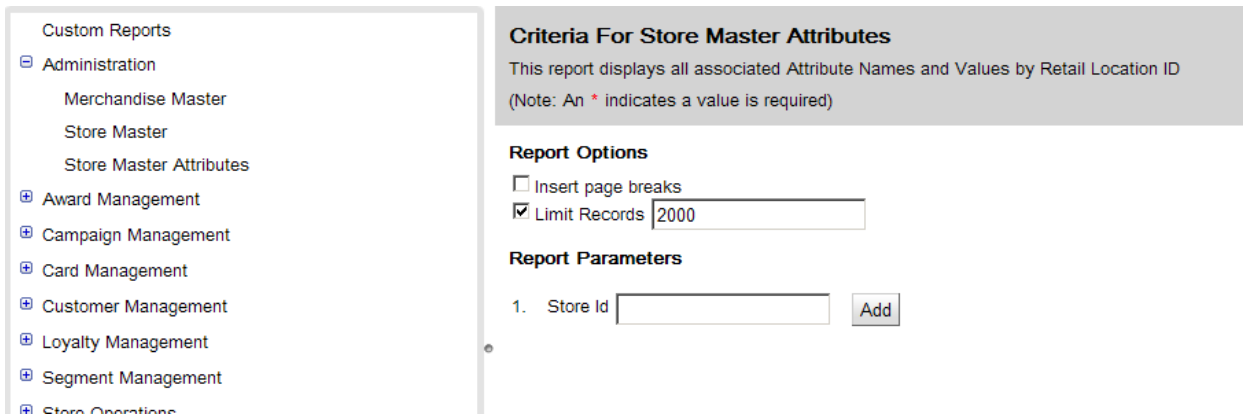 Custom Reports
Administration
Merchandise Master
Store Master
Store Master Attributes
Award Management
Campaign Management
Card Management
Customer Management
Loyalty Management
Segment Management
Store Operations
Criteria For Store Master Attributes
This report displays all associated Attribute Names and Values by Retail Location ID
(Note: An * indicates a value is required)
Report Options
Insert page breaks
Limit Records 2000
Report Parameters
1. Store Id Add